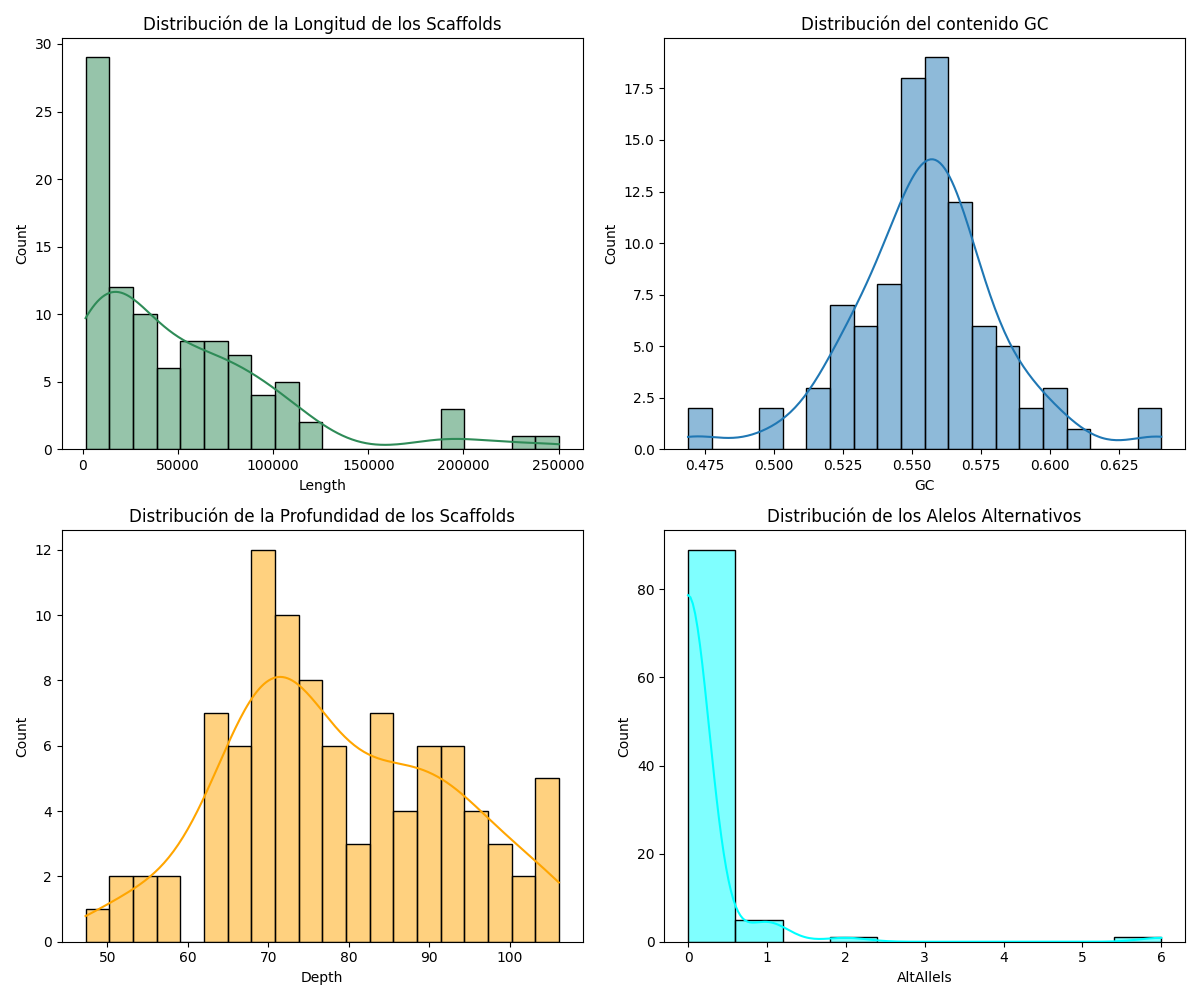 Distribución de la Longitud de los Scaffolds
30
25
20
15
10
5
0
Count
0 50000 100000 150000 200000 250000
Length
Distribución del contenido GC
17.5
15.0
12.5
10.0
7.5
5.0
2.5
0.0
Count
0.475 0.500 0.525 0.550 0.575 0.600 0.625
GC
Distribución de la Profundidad de los Scaffolds
12
10
8
6
4
2
0
Count
50 60 70 80 90 100
Depth
Distribución de los Alelos Alternativos
80
60
40
20
0
Count
0 1 2 3 4 5 6
AltAllels